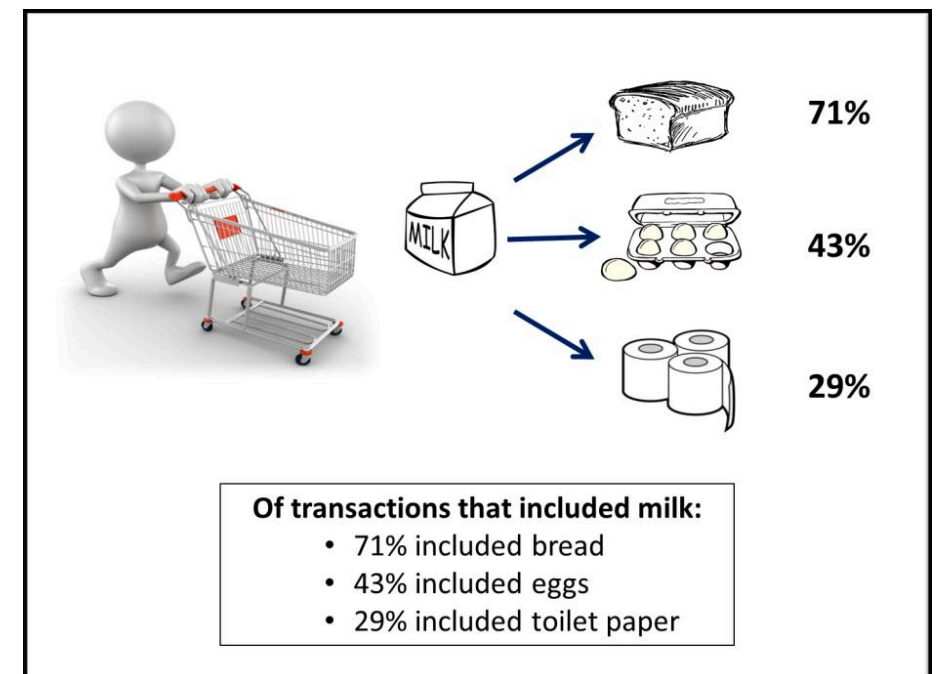 71%
MILK
43%
29%
Of transactions that included milk:
• 71% included bread
• 43% included eggs
• 29% included toilet paper